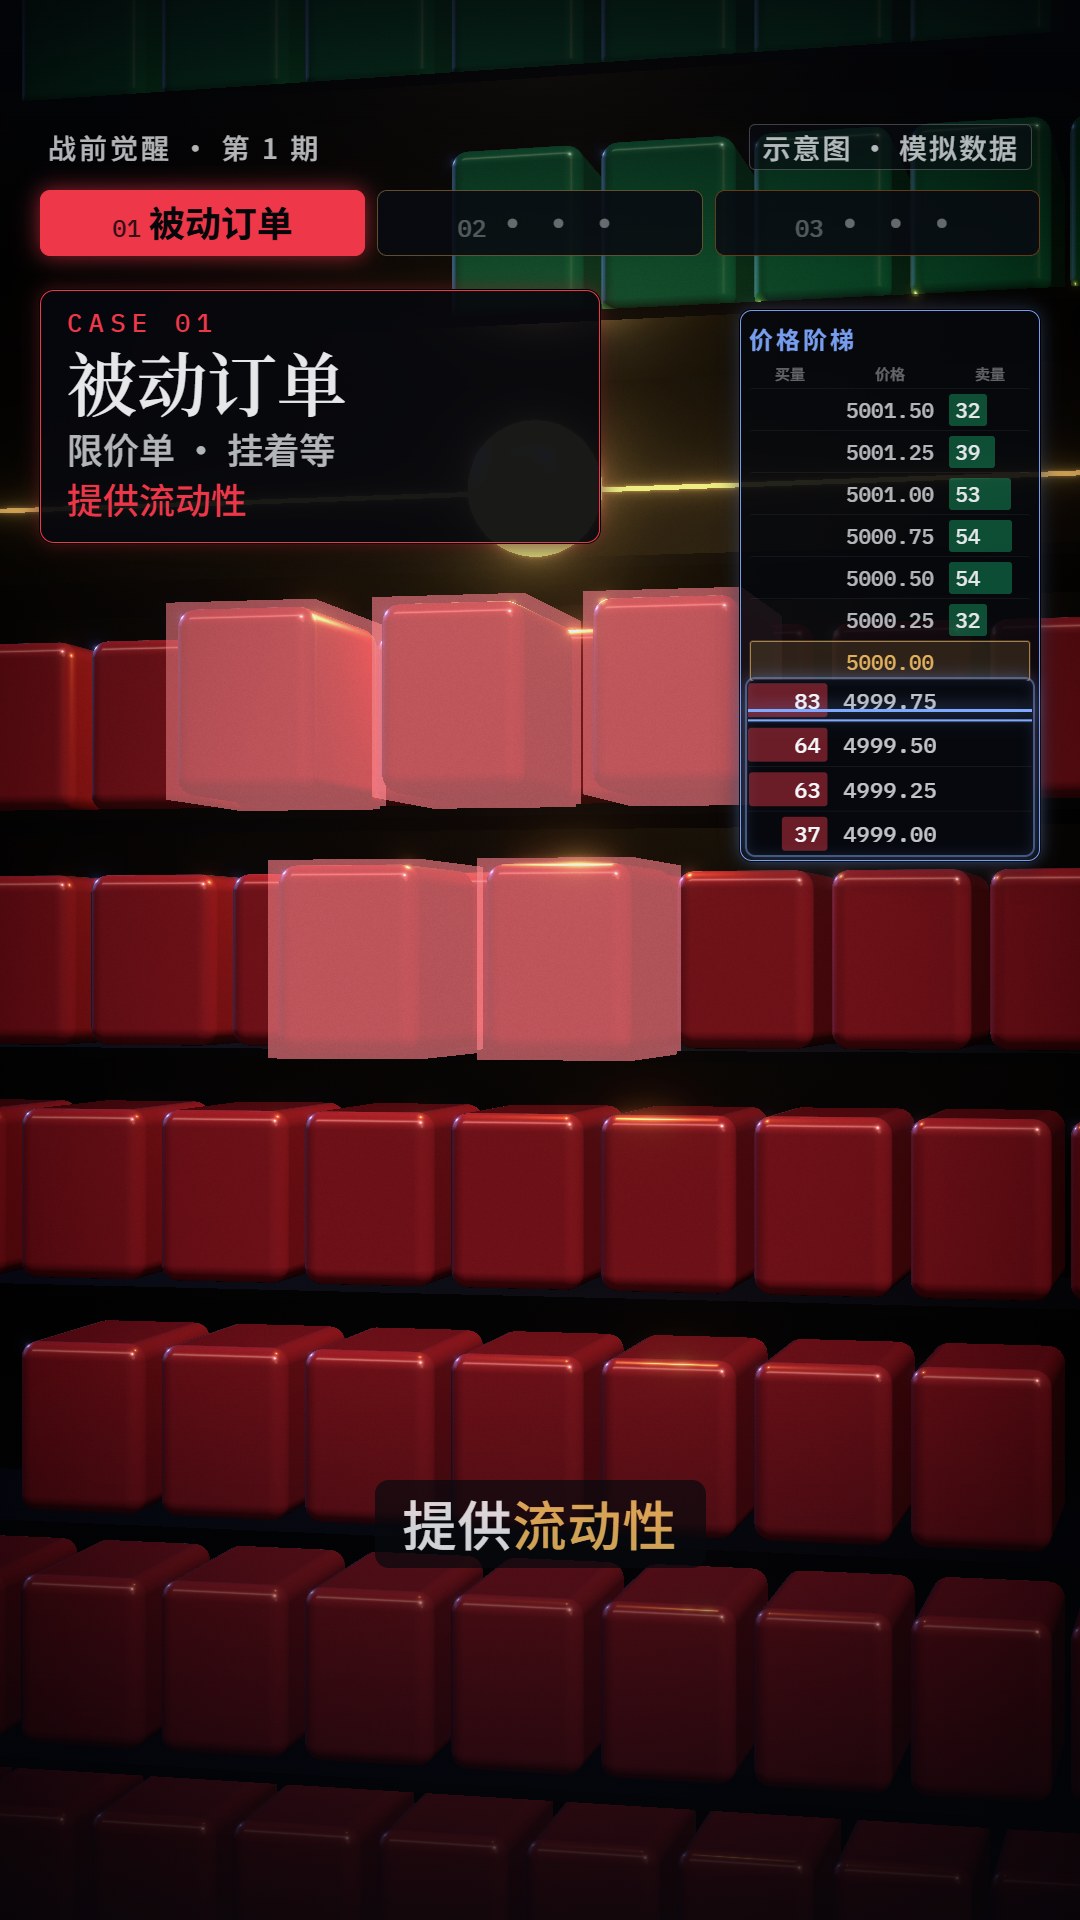 战前觉醒 • 第 1 期
示意图 • 模拟数据
01 被动订单
02 • • •
03 • • •
CASE 01
被动订单
限价单 • 挂着等
提供流动性
价格阶梯
买量 价格 卖量
5001.50 32
5001.25 39
5001.00 53
5000.75 54
5000.50 54
5000.25 32
5000.00
83 4999.75
64 4999.50
63 4999.25
37 4999.00
提供流动性